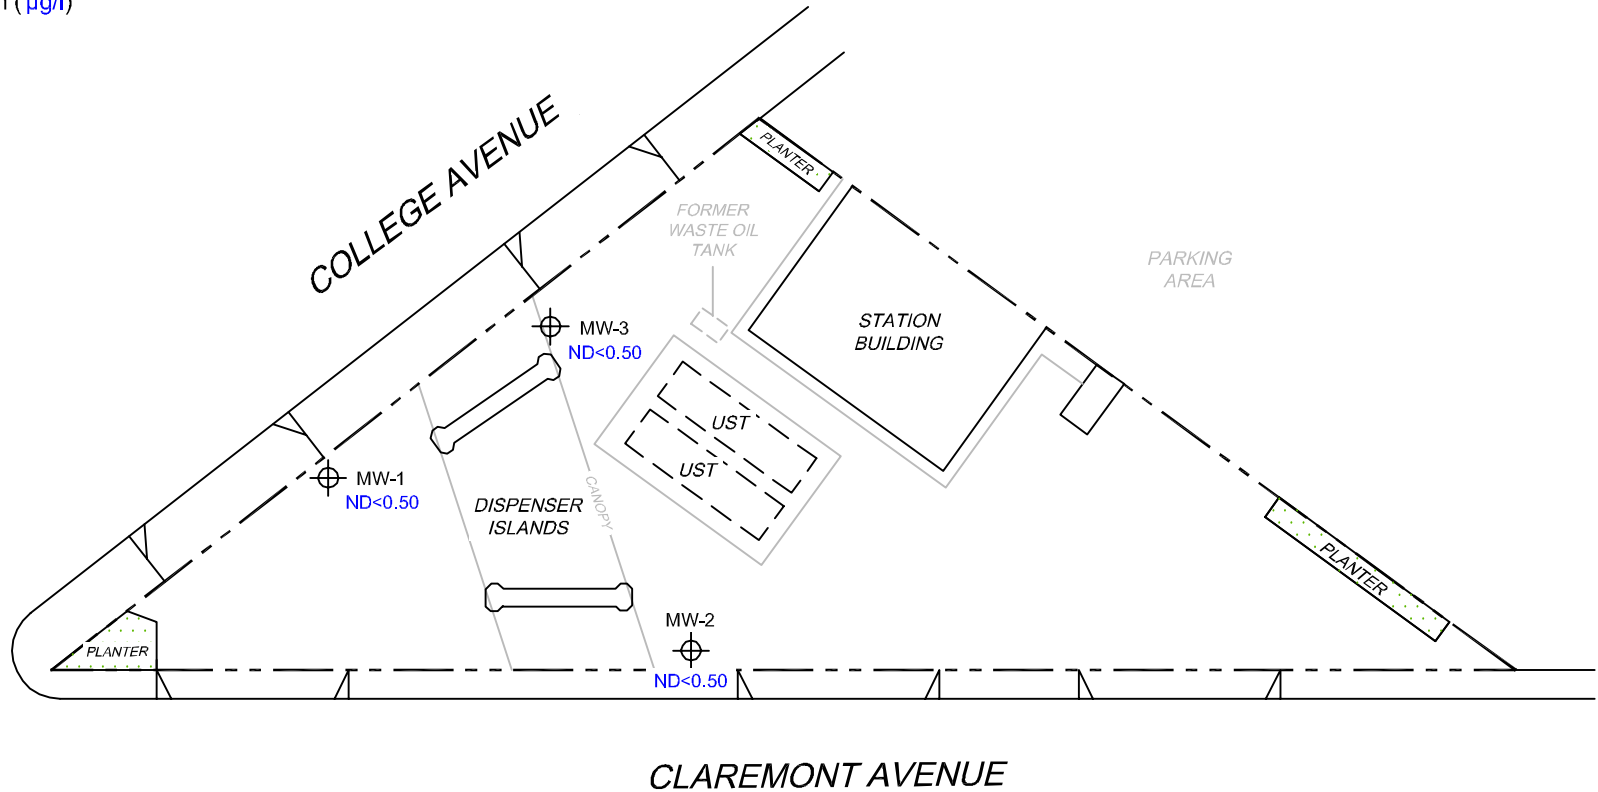 (µg/l)
COLLEGE AVENUE
PLANTER
FORMER
WASTE OIL
TANK
PARKING
AREA
MW-3
ND<0.50
STATION
BUILDING
UST
UST
MW-1
ND<0.50
CANOPY
DISPENSER
ISLANDS
PLANTER
MW-2
ND<0.50
PLANTER
CLAREMONT AVENUE